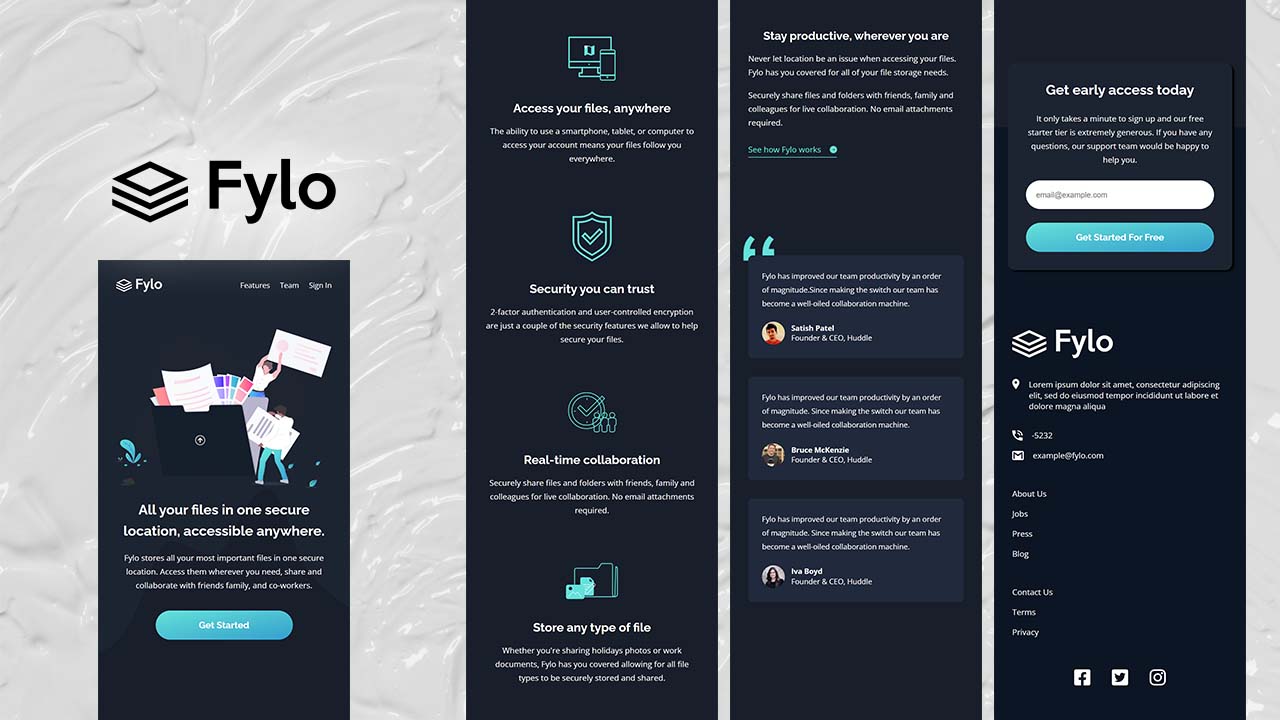 Fylo
Fylo
Features Team Sign In
All your files in one secure
location, accessible anywhere.
Fylo stores all your most important files in one secure
location. Access them wherever you need, share and
collaborate with friends family, and co-workers.
Get Started
Access your files, anywhere
The ability to use a smartphone, tablet, or computer to
access your account means your files follow you
everywhere.
Security you can trust
2-factor authentication and user-controlled encryption
are just a couple of the security features we allow to help
secure your files.
Real-time collaboration
Securely share files and folders with friends, family and
colleagues for live collaboration. No email attachments
required.
Store any type of file
Whether you're sharing holidays photos or work
documents, Fylo has you covered allowing for all file
types to be securely stored and shared.
Stay productive, wherever you are
Never let location be an issue when accessing your files.
Fylo has you covered for all of your file storage needs.
Securely share files and folders with friends, family and
colleagues for live collaboration. No email attachments
required.
See how Fylo works
Fylo has improved our team productivity by an order
of magnitude.Since making the switch our team has
become a well-oiled collaboration machine.
Satish Patel
Founder & CEO, Huddle
Fylo has improved our team productivity by an order
of magnitude. Since making the switch our team has
become a well-oiled collaboration machine.
Bruce McKenzie
Founder & CEO, Huddle
Fylo has improved our team productivity by an order
of magnitude. Since making the switch our team has
become a well-oiled collaboration machine.
Iva Boyd
Founder & CEO, Huddle
Get early access today
It only takes a minute to sign up and our free
starter tier is extremely generous. If you have any
questions, our support team would be happy to
help you.
email@example.com
Get Started For Free
Fylo
Lorem ipsum dolor sit amet, consectetur adipiscing
elit, sed do eiusmod tempor incididunt ut labore et
dolore magna aliqua
-5232
example@fylo.com
About Us
Jobs
Press
Blog
Contact Us
Terms
Privacy